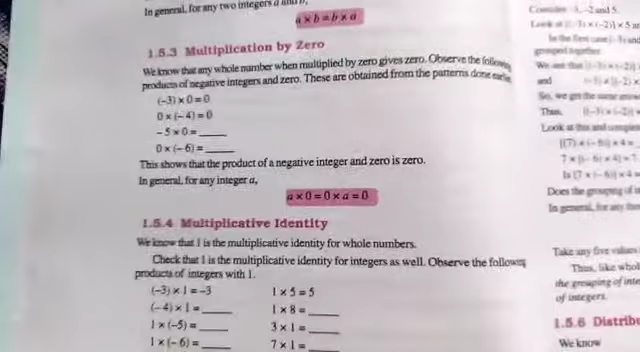 In general, for any two integers a and b,
a × b = b × a
1.5.3 Multiplication by Zero
We know that any whole number when multiplied by zero gives zero. Observe the following
products of negative integers and zero. These are obtained from the patterns done earlier.
(–3) × 0 = 0
0 × (–4) = 0
– 5 × 0 = _____
0 × (– 6) = _____
This shows that the product of a negative integer and zero is zero.
In general, for any integer a,
a × 0 = 0 × a = 0
1.5.4 Multiplicative Identity
We know that 1 is the multiplicative identity for whole numbers.
Check that 1 is the multiplicative identity for integers as well. Observe the following
products of integers with 1.
(–3) × 1 = –3
1 × 5 = 5
(–4) × 1 = _____
1 × 8 = _____
1 × (–5) = _____
3 × 1 = _____
1 × (– 6) = _____
7 × 1 = _____
So, we get the same
Thus,
Look at this and
Does the grouping of
In general, for any
Take any five values
Thus, like whol
the grouping of inte
of integers.
1.5.6 Distribu
We know